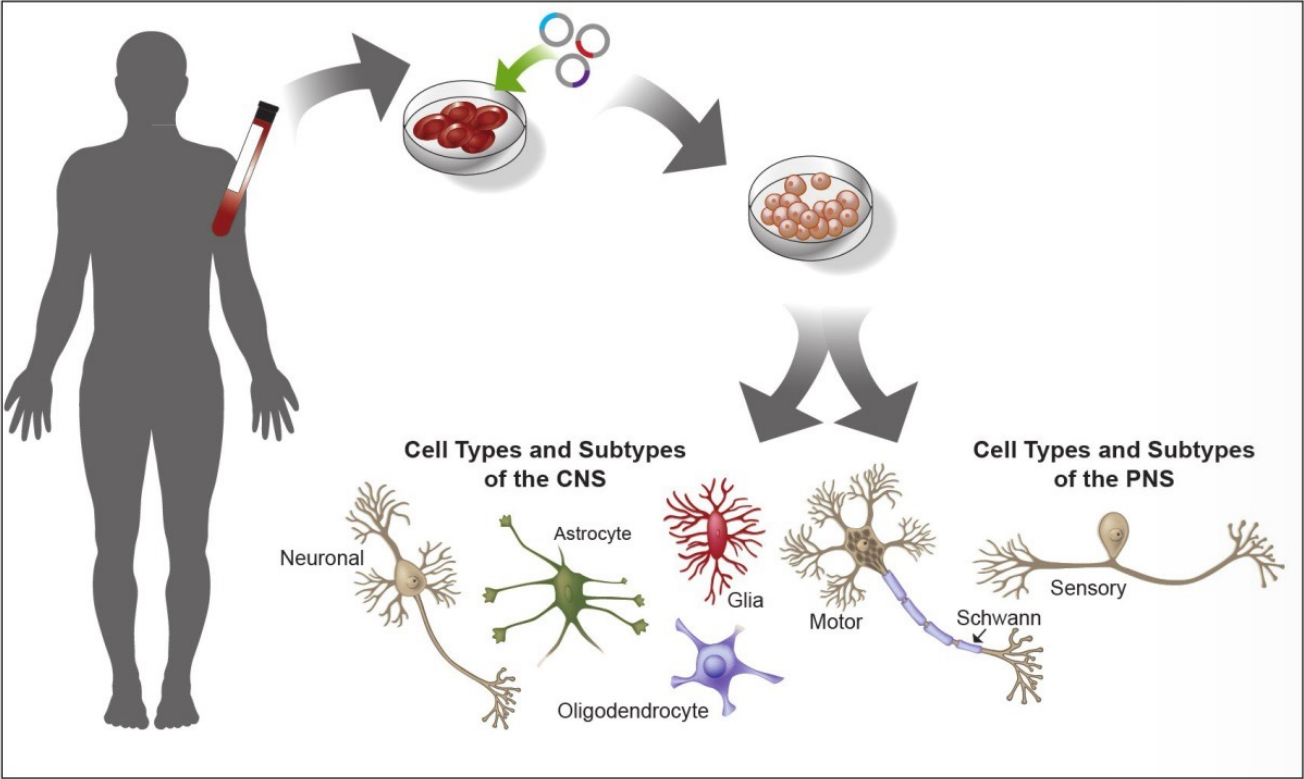 Cell Types and Subtypes
of the CNS
Cell Types and Subtypes
of the PNS
Neuronal
Astrocyte
Glia
Oligodendrocyte
Motor
Schwann
Sensory